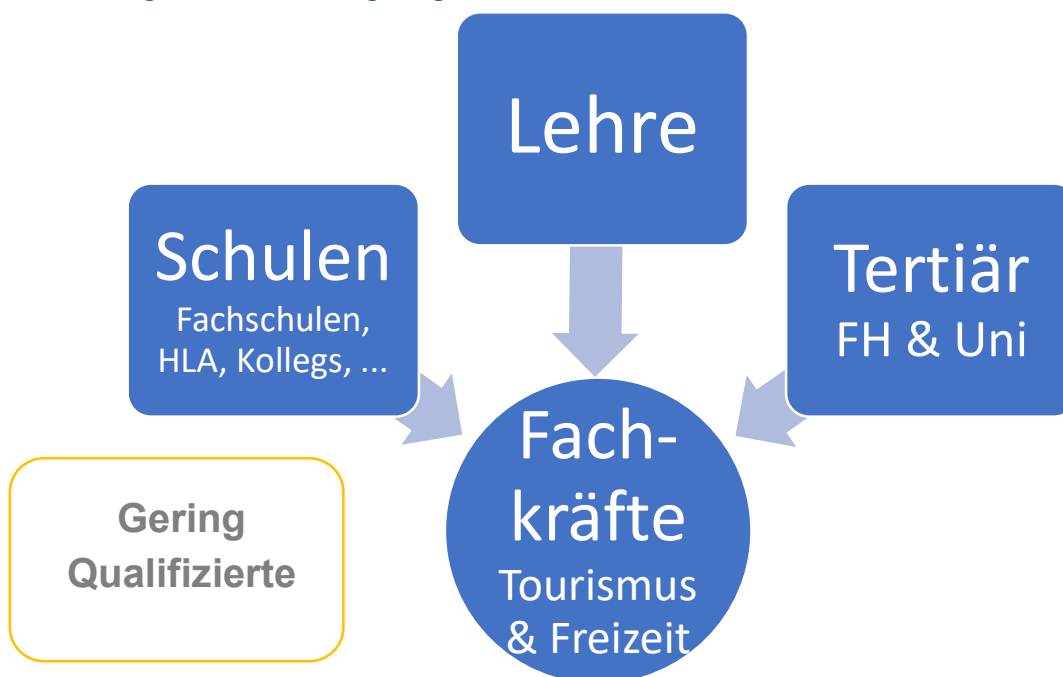 Lehre
Schulen
Fachschulen,
HLA, Kollegs, ...
Tertiär
FH & Uni
Fach-
kräfte
Tourismus
& Freizeit
Gering
Qualifizierte